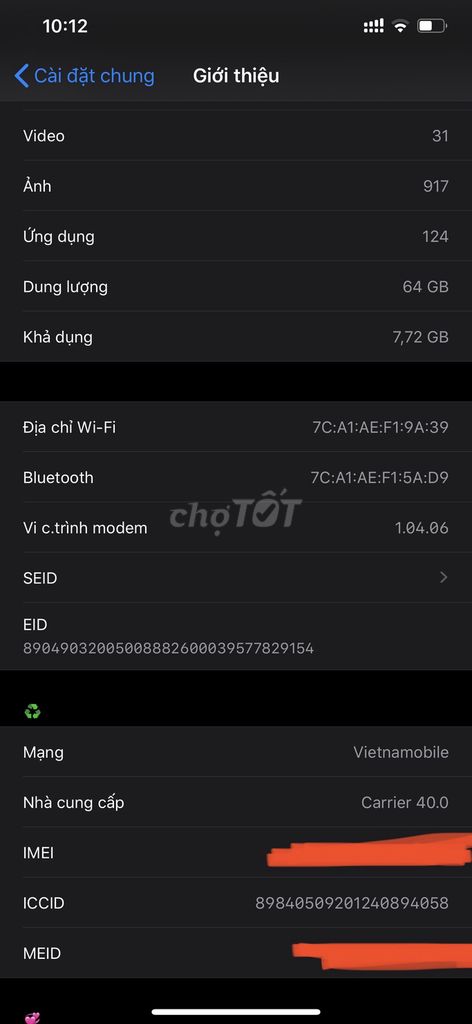 10:12
Cài đặt chung
Giới thiệu
Video 31
Ảnh 917
Ứng dụng 124
Dung lượng 64 GB
Khả dụng 7,72 GB
Địa chỉ Wi-Fi 7C:A1:AE:F1:9A:39
Bluetooth 7C:A1:AE:F1:5A:D9
chợTỐT
Vi c.trình modem 1.04.06
SEID
EID
89049032005008882600039577829154
Mạng Vietnamobile
Nhà cung cấp Carrier 40.0
IMEI
ICCID 89840509201240894058
MEID